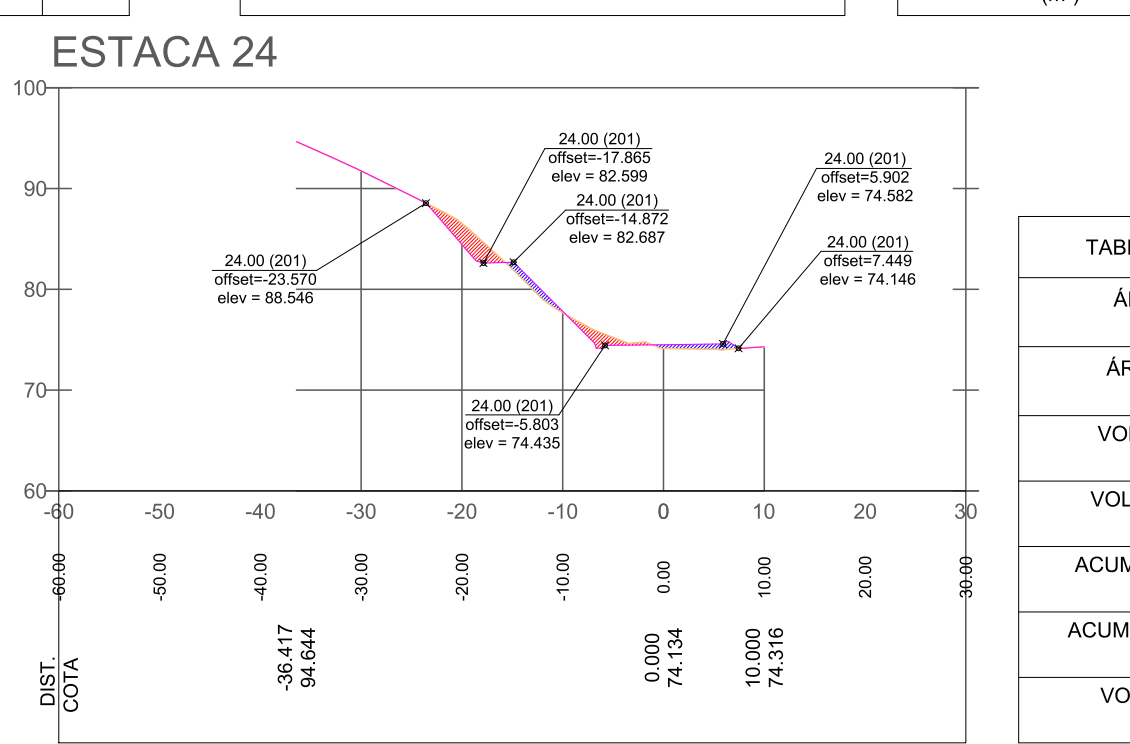 ESTACA 24
100
90
80
70
60
24.00 (201)
offset=-17.865
elev = 82.599
24.00 (201)
offset=-14.872
elev = 82.687
24.00 (201)
offset=5.902
elev = 74.582
24.00 (201)
offset=7.449
elev = 74.146
24.00 (201)
offset=-23.570
elev = 88.546
24.00 (201)
offset=-5.803
elev = 74.435
-60 -50 -40 -30 -20 -10 0 10 20 30
-60.00 -50.00 -40.00 -30.00 -20.00 -10.00 0.00 10.00 20.00 30.00
DIST. -36.417 0.000 10.000
COTA 94.644 74.134 74.316